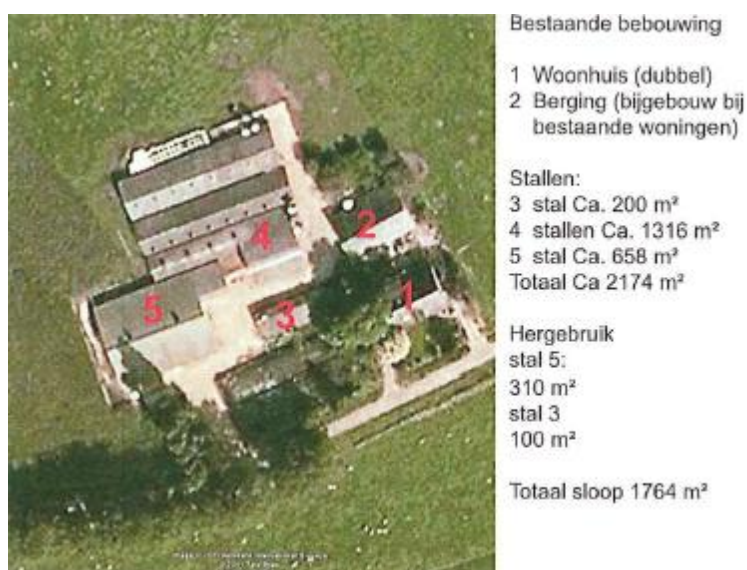 Bestaande bebouwing
1 Woonhuis (dubbel)
2 Berging (bijgebouw bij
bestaande woningen)
Stallen:
3 stal Ca. 200 m²
4 stallen Ca. 1316 m²
5 stal Ca. 658 m²
Totaal Ca 2174 m²
Hergebruik
stal 5:
310 m²
stal 3
100 m²
Totaal sloop 1764 m²
2
4
5
3
1